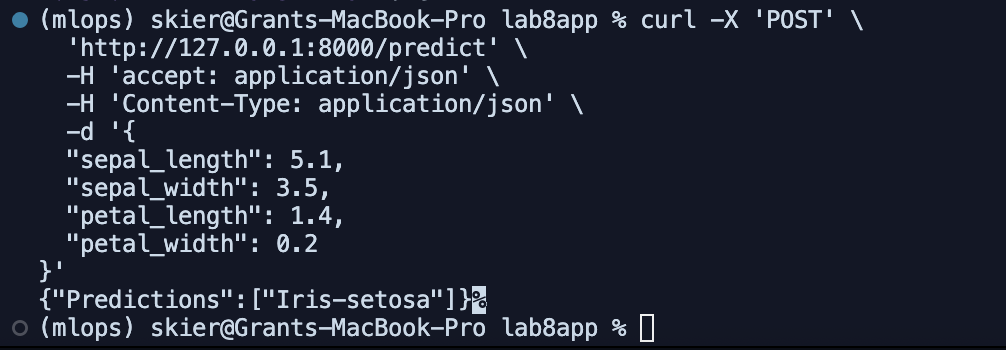 (mlops) skier@Grants-MacBook-Pro lab8app % curl -X 'POST' \
  'http://127.0.0.1:8000/predict' \
  -H 'accept: application/json' \
  -H 'Content-Type: application/json' \
  -d '{
  "sepal_length": 5.1,
  "sepal_width": 3.5,
  "petal_length": 1.4,
  "petal_width": 0.2
}'
{"Predictions":["Iris-setosa"]}%
(mlops) skier@Grants-MacBook-Pro lab8app %